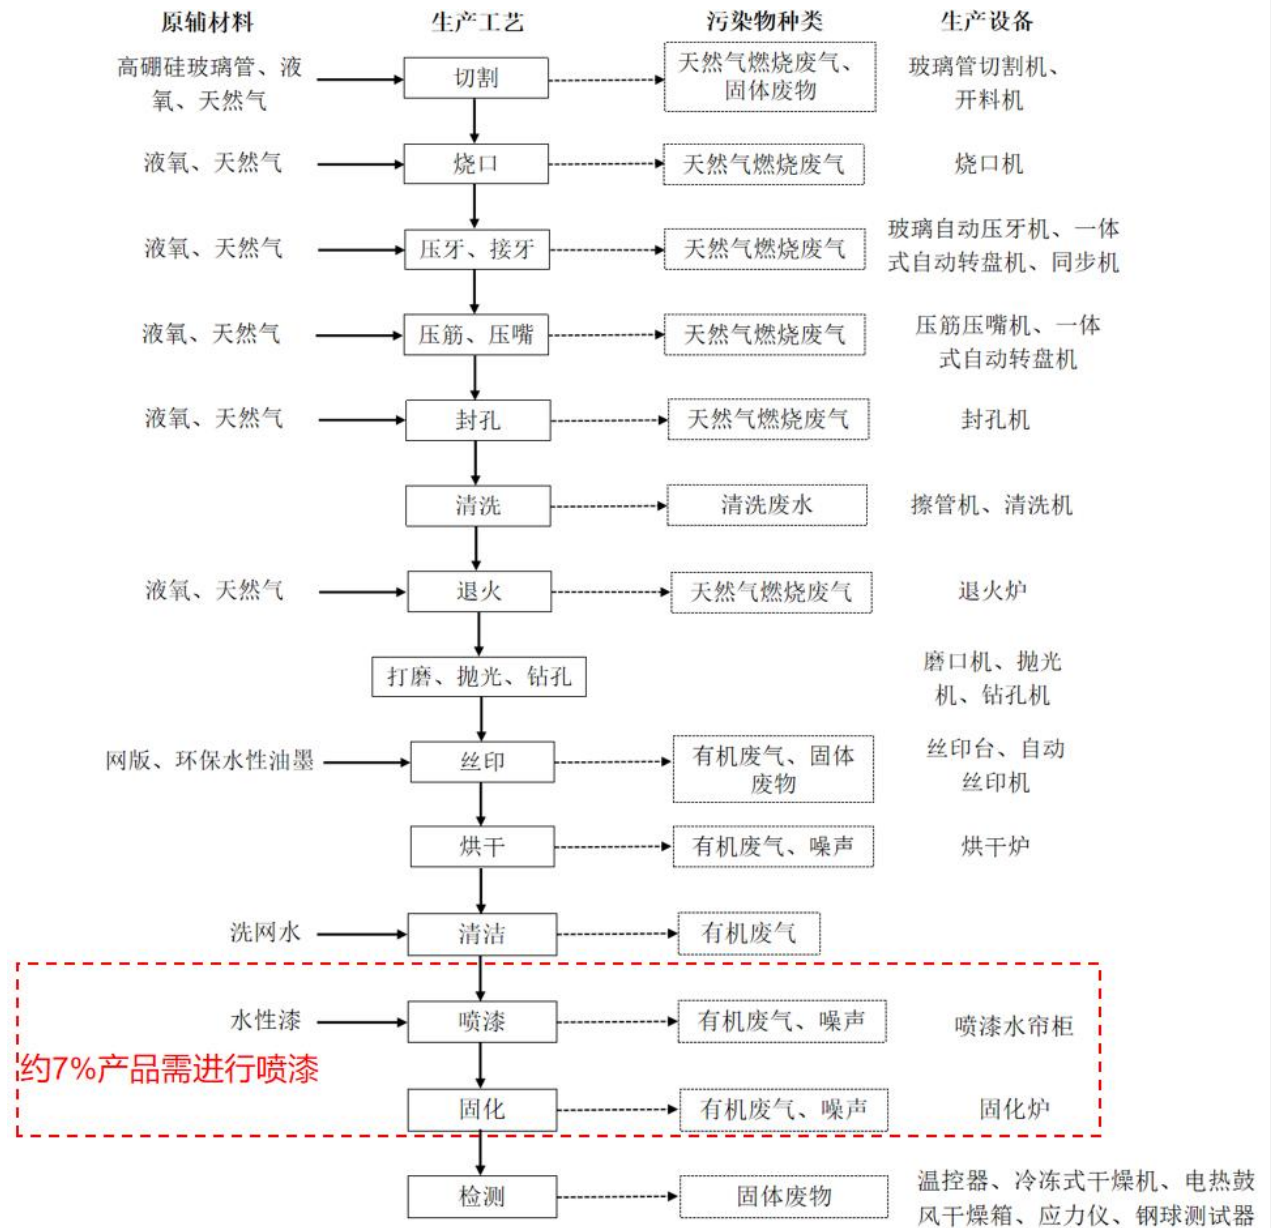 原辅材料 生产工艺 污染物种类 生产设备
高硼硅玻璃管、液
氧、天然气
切割
天然气燃烧废气、
固体废物
玻璃管切割机、
开料机
液氧、天然气 烧口 天然气燃烧废气 烧口机
液氧、天然气 压牙、接牙 天然气燃烧废气
玻璃自动压牙机、一体
式自动转盘机、同步机
液氧、天然气 压筋、压嘴 天然气燃烧废气
压筋压嘴机、一体
式自动转盘机
液氧、天然气 封孔 天然气燃烧废气 封孔机
清洗 清洗废水 擦管机、清洗机
液氧、天然气 退火 天然气燃烧废气 退火炉
打磨、抛光、钻孔
磨口机、抛光
机、钻孔机
网版、环保水性油墨 丝印
有机废气、固体
废物
丝印台、自动
丝印机
烘干 有机废气、噪声 烘干炉
洗网水 清洁 有机废气
水性漆 喷漆 有机废气、噪声 喷漆水帘柜
约7%产品需进行喷漆
固化 有机废气、噪声 固化炉
检测 固体废物
温控器、冷冻式干燥机、电热鼓
风干燥箱、应力仪、钢球测试器